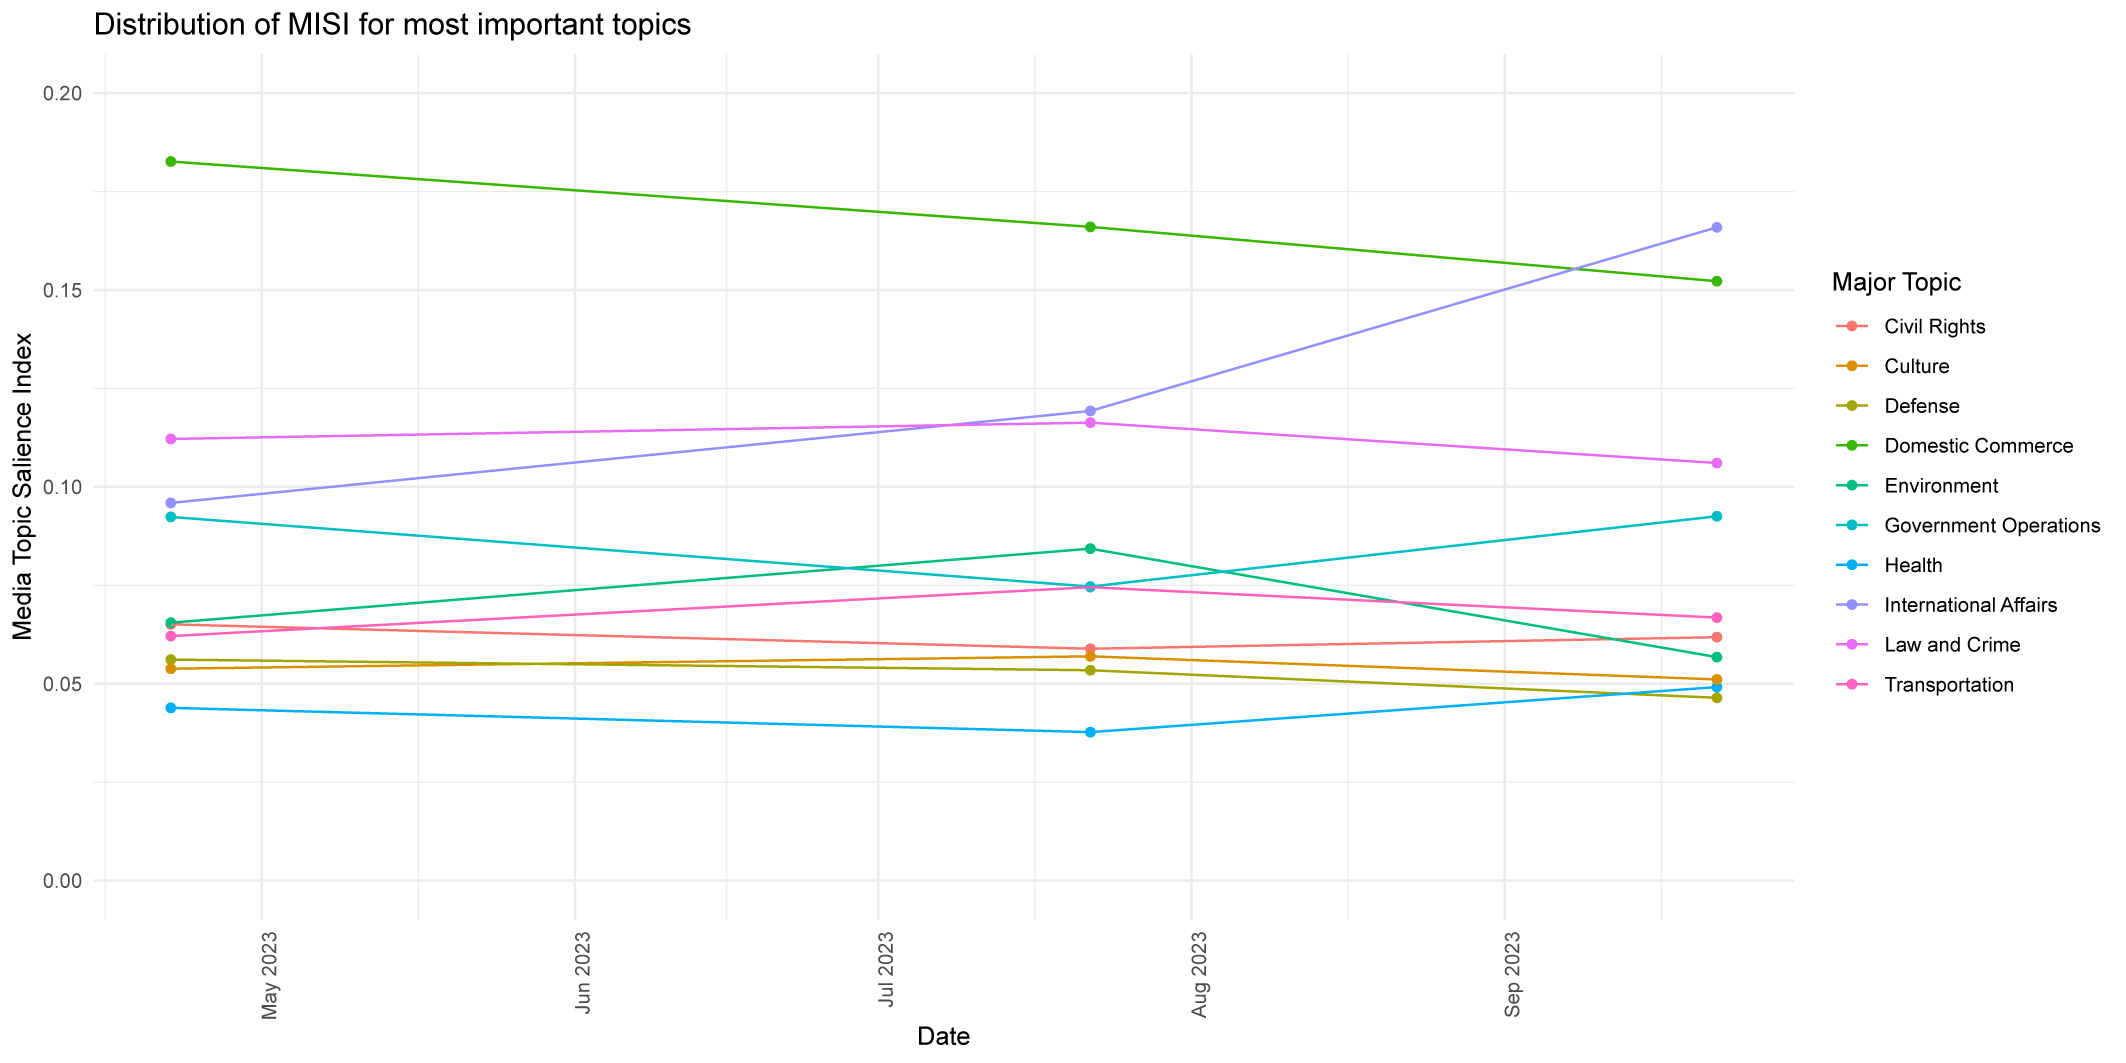 Distribution of MISI for most important topics
Media Topic Salience Index
0.20
0.15
0.10
0.05
0.00
May 2023
Jun 2023
Jul 2023
Aug 2023
Sep 2023
Date
Major Topic
Civil Rights
Culture
Defense
Domestic Commerce
Environment
Government Operations
Health
International Affairs
Law and Crime
Transportation